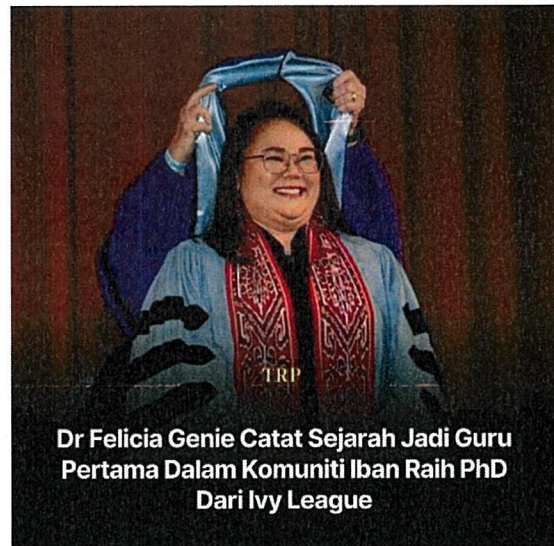 TRP
Dr Felicia Genie Catat Sejarah Jadi Guru
Pertama Dalam Komuniti Iban Raih PhD
Dari Ivy League